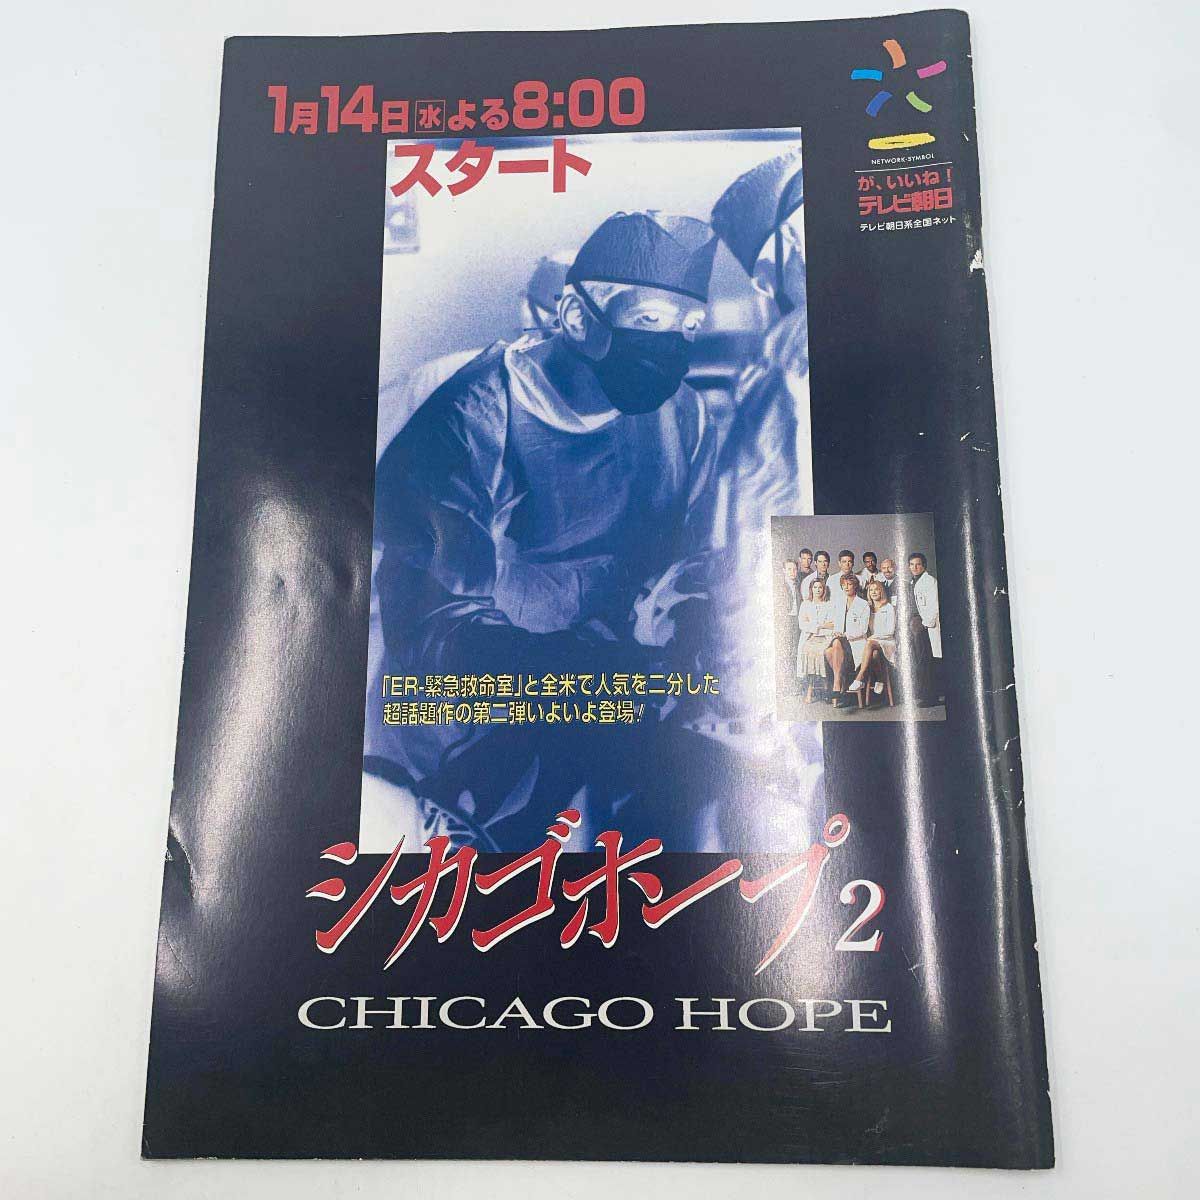 1月14日水よる8:00
スタート
NETWORK-SYMBOL
が、いいね!
テレビ朝日
テレビ朝日系全国ネット
「ER-緊急救命室」と全米で人気を二分した
超話題作の第二弾いよいよ登場!
シカゴホープ2
CHICAGO HOPE